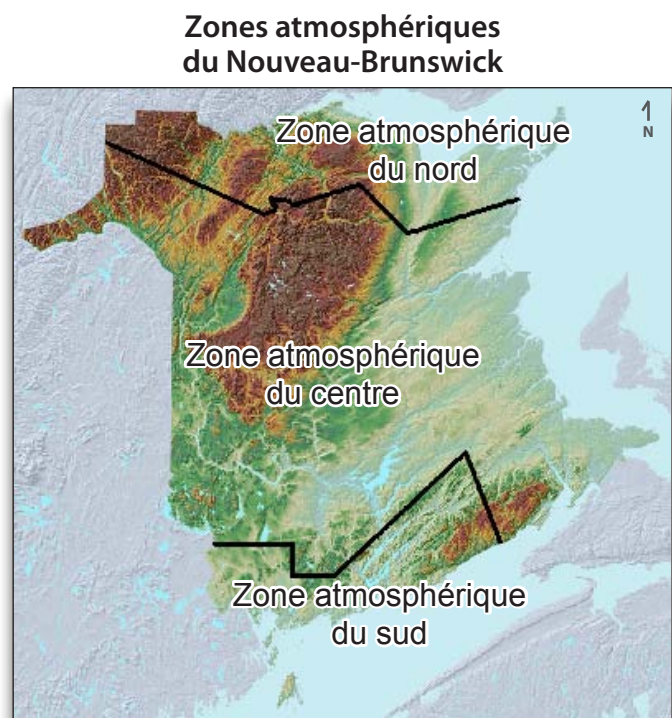 Zones atmosphériques
du Nouveau-Brunswick
N
Zone atmosphérique
du nord
Zone atmosphérique
du centre
Zone atmosphérique
du sud